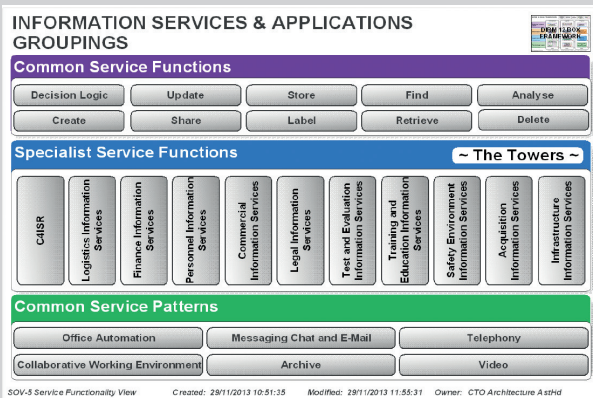 INFORMATION SERVICES & APPLICATIONS
GROUPINGS
Common Service Functions
Decision Logic
Update
Store
Find
Analyse
Create
Share
Label
Retrieve
Delete
Specialist Service Functions
~ The Towers ~
C4ISR
Logistics Information
Services
Finance Information
Services
Personnel Information
Services
Commercial
Information Services
Legal Information
Services
Test and Evaluation
Information Services
Training and
Education Information
Services
Safety Environment
Information Services
Acquisition
Information Services
Infrastructure
Information Services
Common Service Patterns
Office Automation
Messaging Chat and E-Mail
Telephony
Collaborative Working Environment
Archive
Video
SOV-5 Service Functionality View
Created: 29/11/2013 10:51:35
Modified: 29/11/2013 11:55:31
Owner: CTO Architecture AstHd